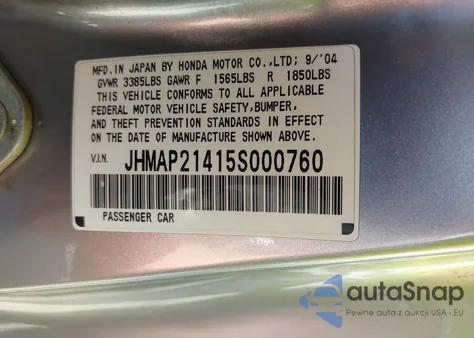 MFD.IN JAPAN BY HONDA MOTOR CO.,LTD; 9/'04
GVWR 3385LBS GAWR F 1565LBS R 1850LBS
THIS VEHICLE CONFORMS TO ALL APPLICABLE
FEDERAL MOTOR VEHICLE SAFETY,BUMPER,
AND THEFT PREVENTION STANDARDS IN EFFECT
ON THE DATE OF MANUFACTURE SHOWN ABOVE.
V.I.N. JHMAP21415S000760
PASSENGER CAR
autoSnap
Pewne auta z aukcji USA i EU